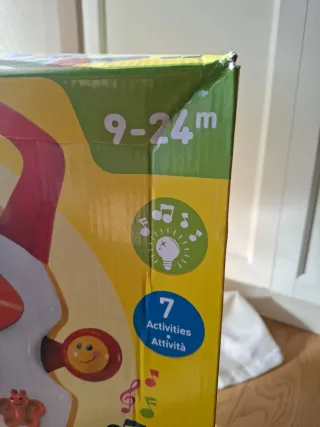 9-24m
7
Activities
•
Attività